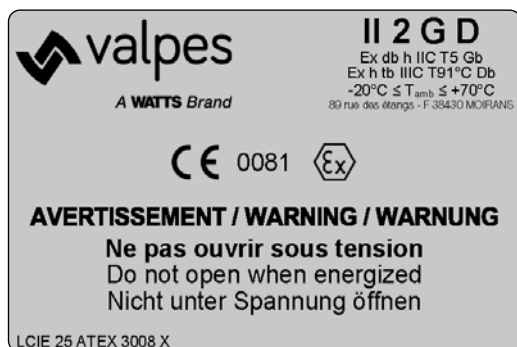 valpes
A WATTS Brand
II 2 G D
Ex db h IIC T5 Gb
Ex h tb IIIC T91°C Db
-20°C ≤ Tamb ≤ +70°C
89 rue des étangs - F 38430 MOIRANS
CE 0081 Ex
AVERTISSEMENT / WARNING / WARNUNG
Ne pas ouvrir sous tension
Do not open when energized
Nicht unter Spannung öffnen
LCIE 25 ATEX 3008 X